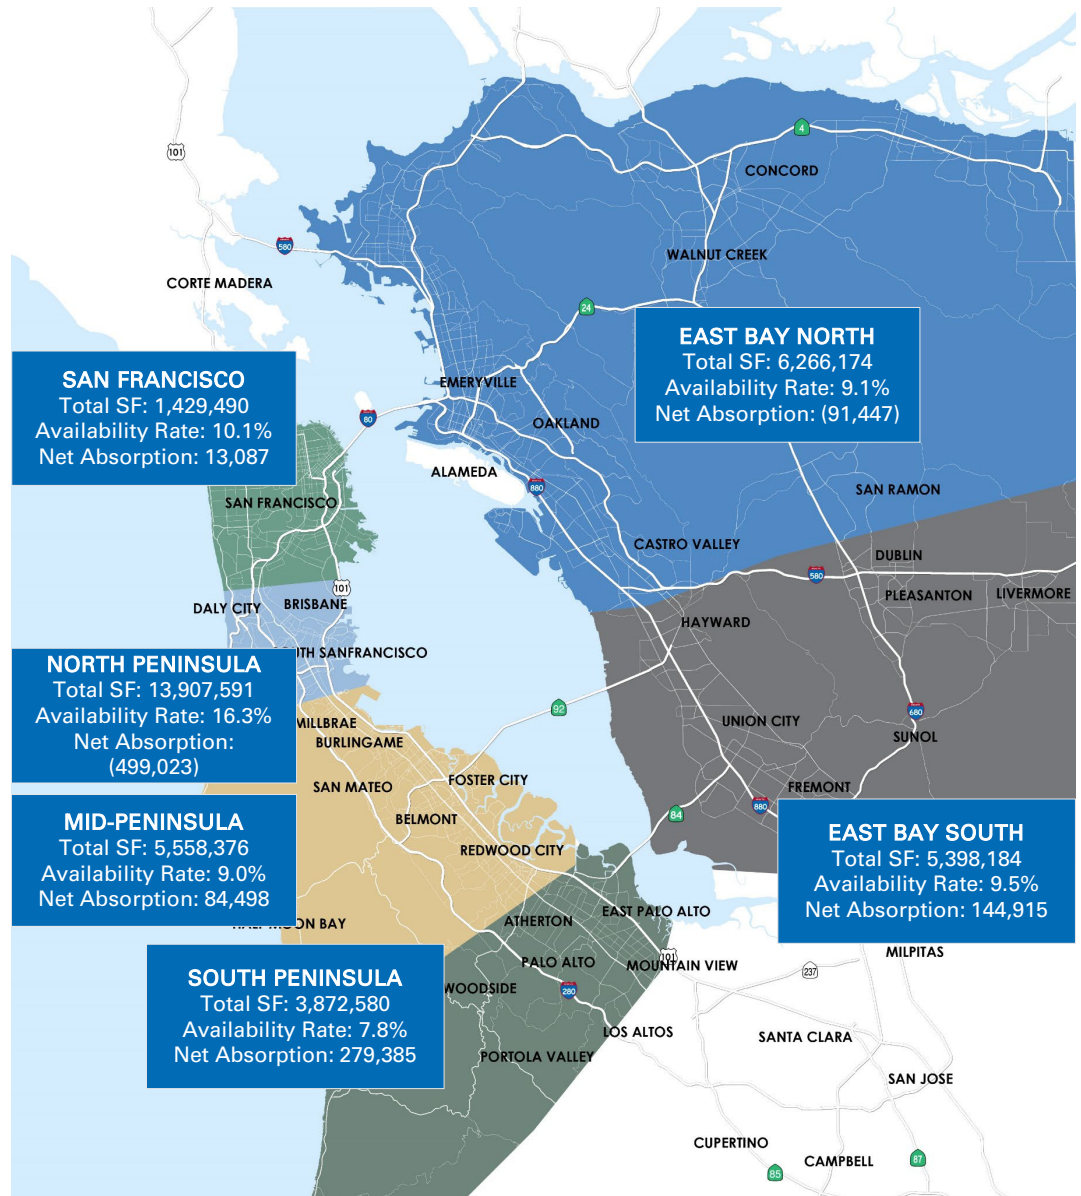 4
CONCORD
101
WALNUT CREEK
580
CORTE MADERA
24
EAST BAY NORTH
Total SF: 6,266,174
Availability Rate: 9.1%
Net Absorption: (91,447)
SAN FRANCISCO
Total SF: 1,429,490
Availability Rate: 10.1%
Net Absorption: 13,087
EMERYVILLE
80
OAKLAND
ALAMEDA
880
SAN RAMON
SAN FRANCISCO
CASTRO VALLEY
DUBLIN
580
101
DALY CITY
BRISBANE
PLEASANTON
LIVERMORE
HAYWARD
SANFRANCISCO
NORTH PENINSULA
Total SF: 13,907,591
Availability Rate: 16.3%
Net Absorption:
(499,023)
92
680
UNION CITY
SUNOL
MILLBRAE
BURLINGAME
FOSTER CITY
SAN MATEO
FREMONT
880
84
BELMONT
MID-PENINSULA
Total SF: 5,558,376
Availability Rate: 9.0%
Net Absorption: 84,498
REDWOOD CITY
EAST BAY SOUTH
Total SF: 5,398,184
Availability Rate: 9.5%
Net Absorption: 144,915
EAST PALO ALTO
ATHERTON
BAY
MILPITAS
101
PALO ALTO
MOUNTAIN VIEW
237
SOUTH PENINSULA
Total SF: 3,872,580
Availability Rate: 7.8%
Net Absorption: 279,385
WOODSIDE
280
LOS ALTOS
SANTA CLARA
PORTOLA VALLEY
SAN JOSE
CUPERTINO
CAMPBELL
87
85